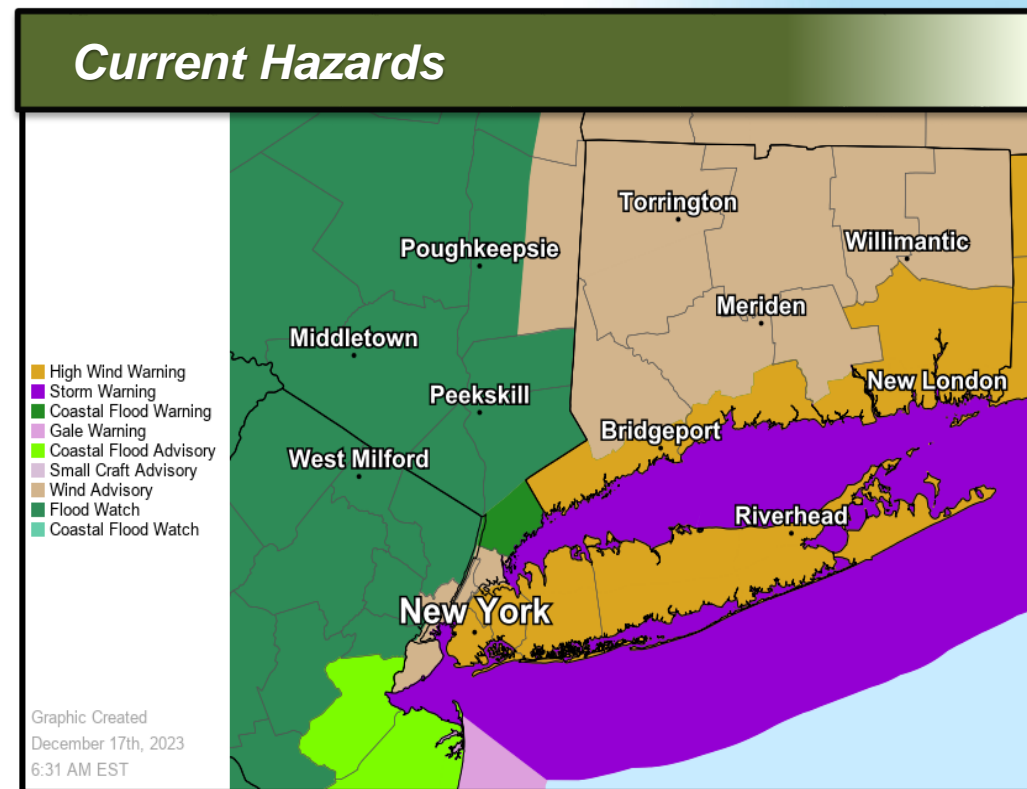 Current Hazards
Torrington
Willimantic
Poughkeepsie
Meriden
Middletown
High Wind Warning
Storm Warning
Coastal Flood Warning
Gale Warning
Coastal Flood Advisory
Small Craft Advisory
Wind Advisory
Flood Watch
Coastal Flood Watch
New London
Peekskill
Bridgeport
West Milford
Riverhead
New York
Graphic Created
December 17th, 2023
6:31 AM EST